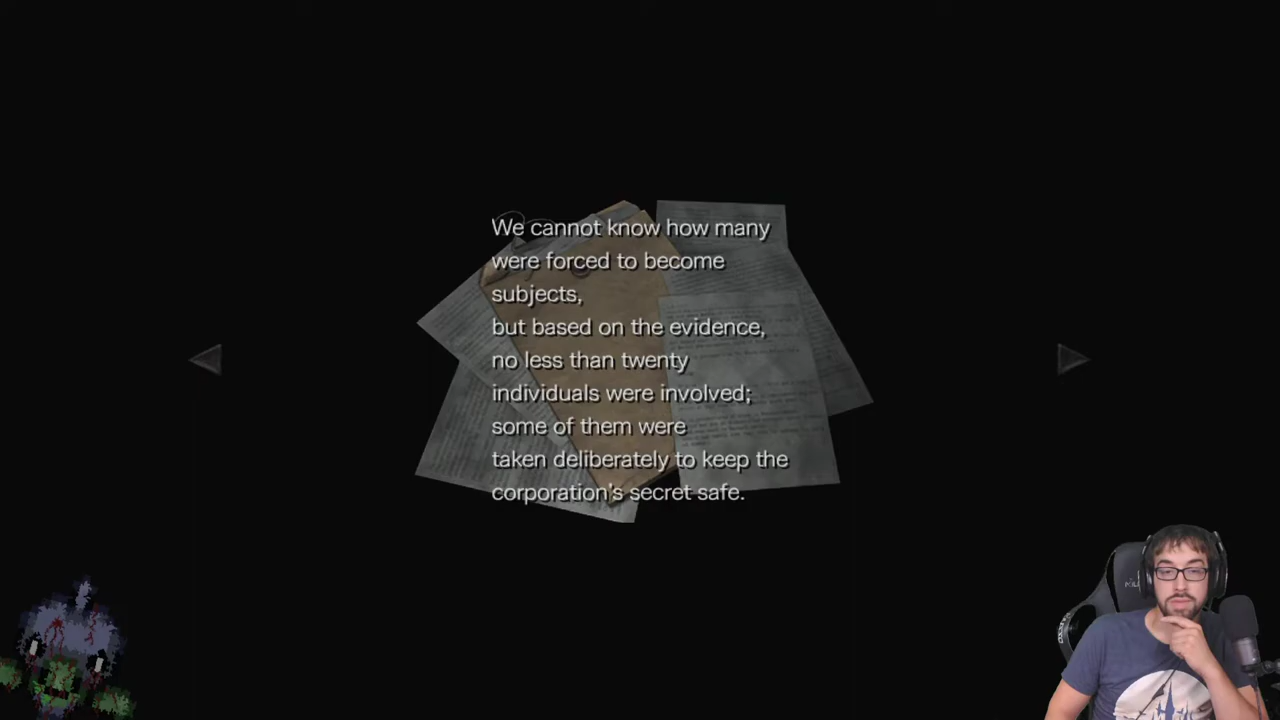 We cannot know how many
were forced to become
subjects,
but based on the evidence,
no less than twenty
individuals were involved;
some of them were
taken deliberately to keep the
corporation's secret safe.